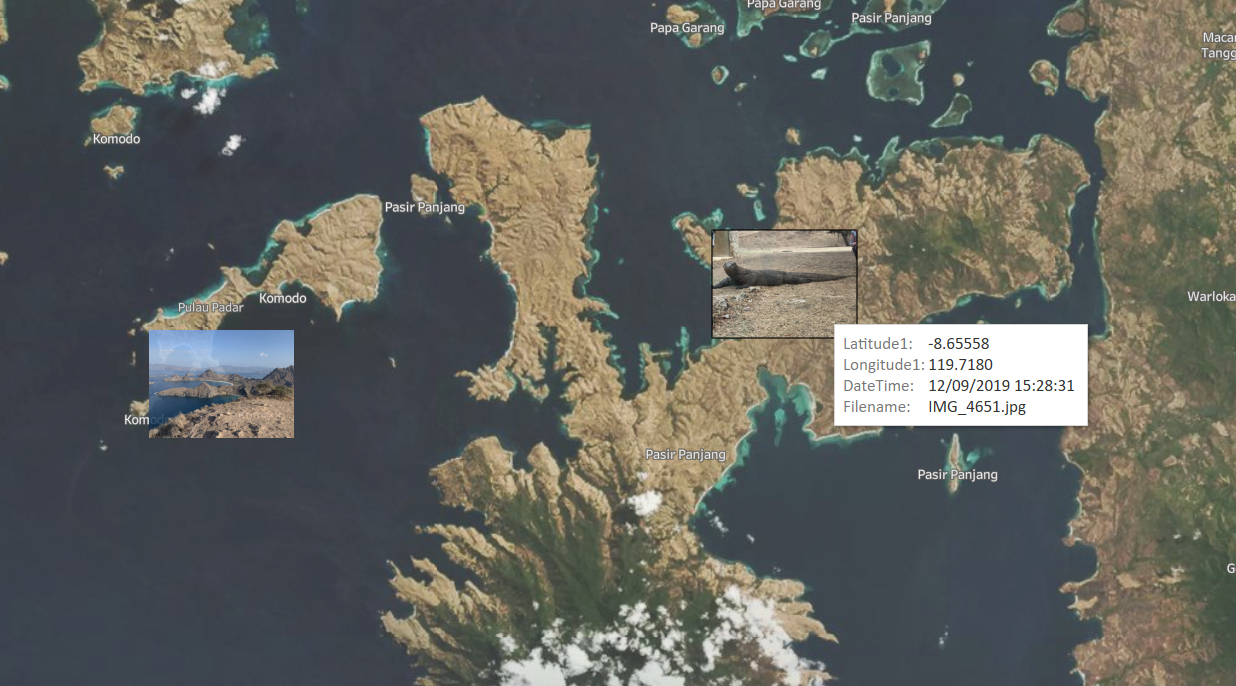 Papa Garang
Papa Garang
Pasir Panjang
Komodo
Pasir Panjang
Pulau Padar
Komodo
Warloka
Latitude1: -8.65558
Longitude1: 119.7180
DateTime: 12/09/2019 15:28:31
Filename: IMG_4651.jpg
Pasir Panjang
Pasir Panjang